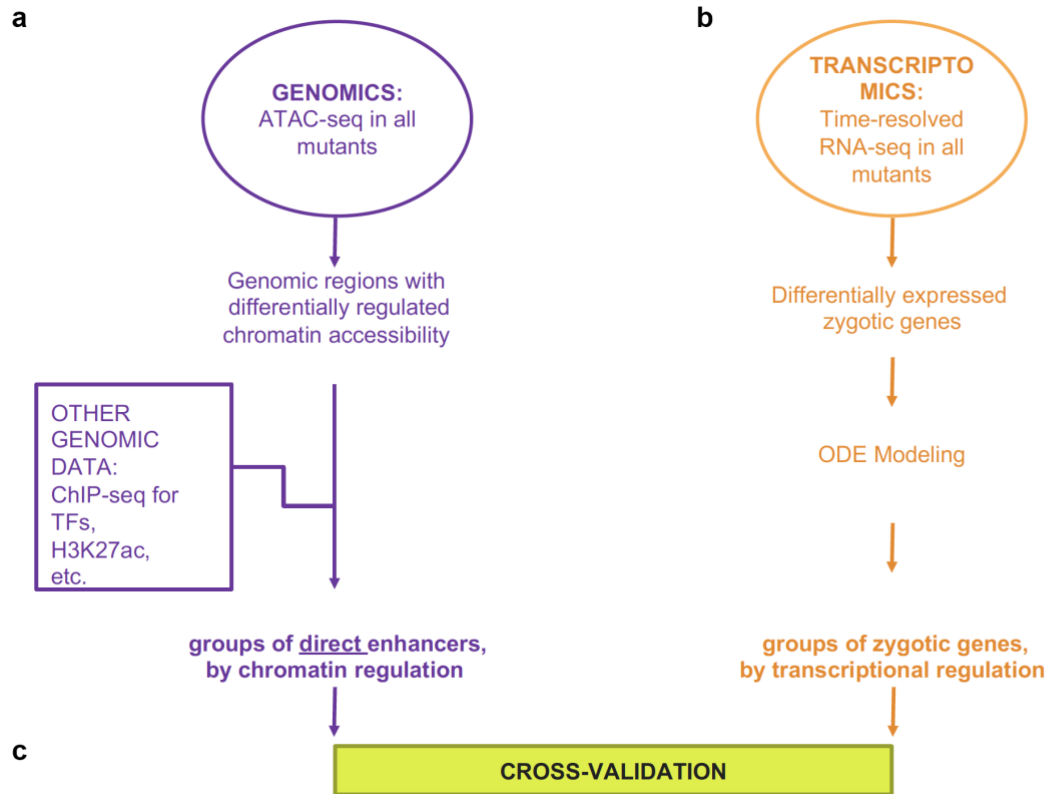 a
GENOMICS:
ATAC-seq in all
mutants
Genomic regions with
differentially regulated
chromatin accessibility
OTHER
GENOMIC
DATA:
ChIP-seq for
TFs,
H3K27ac,
etc.
groups of direct enhancers,
by chromatin regulation
b
TRANSCRIPTO
MICS:
Time-resolved
RNA-seq in all
mutants
Differentially expressed
zygotic genes
ODE Modeling
groups of zygotic genes,
by transcriptional regulation
c
CROSS-VALIDATION